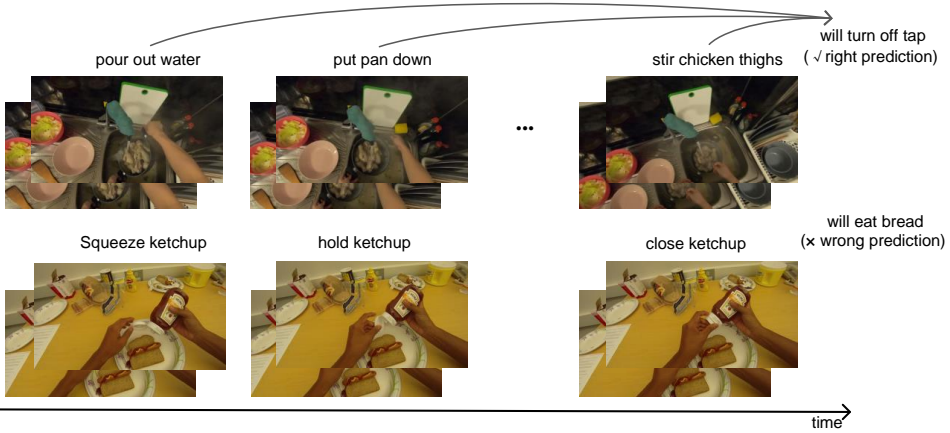 will turn off tap
(√ right prediction)
pour out water
put pan down
stir chicken thighs
...
will eat bread
(× wrong prediction)
Squeeze ketchup
hold ketchup
close ketchup
time